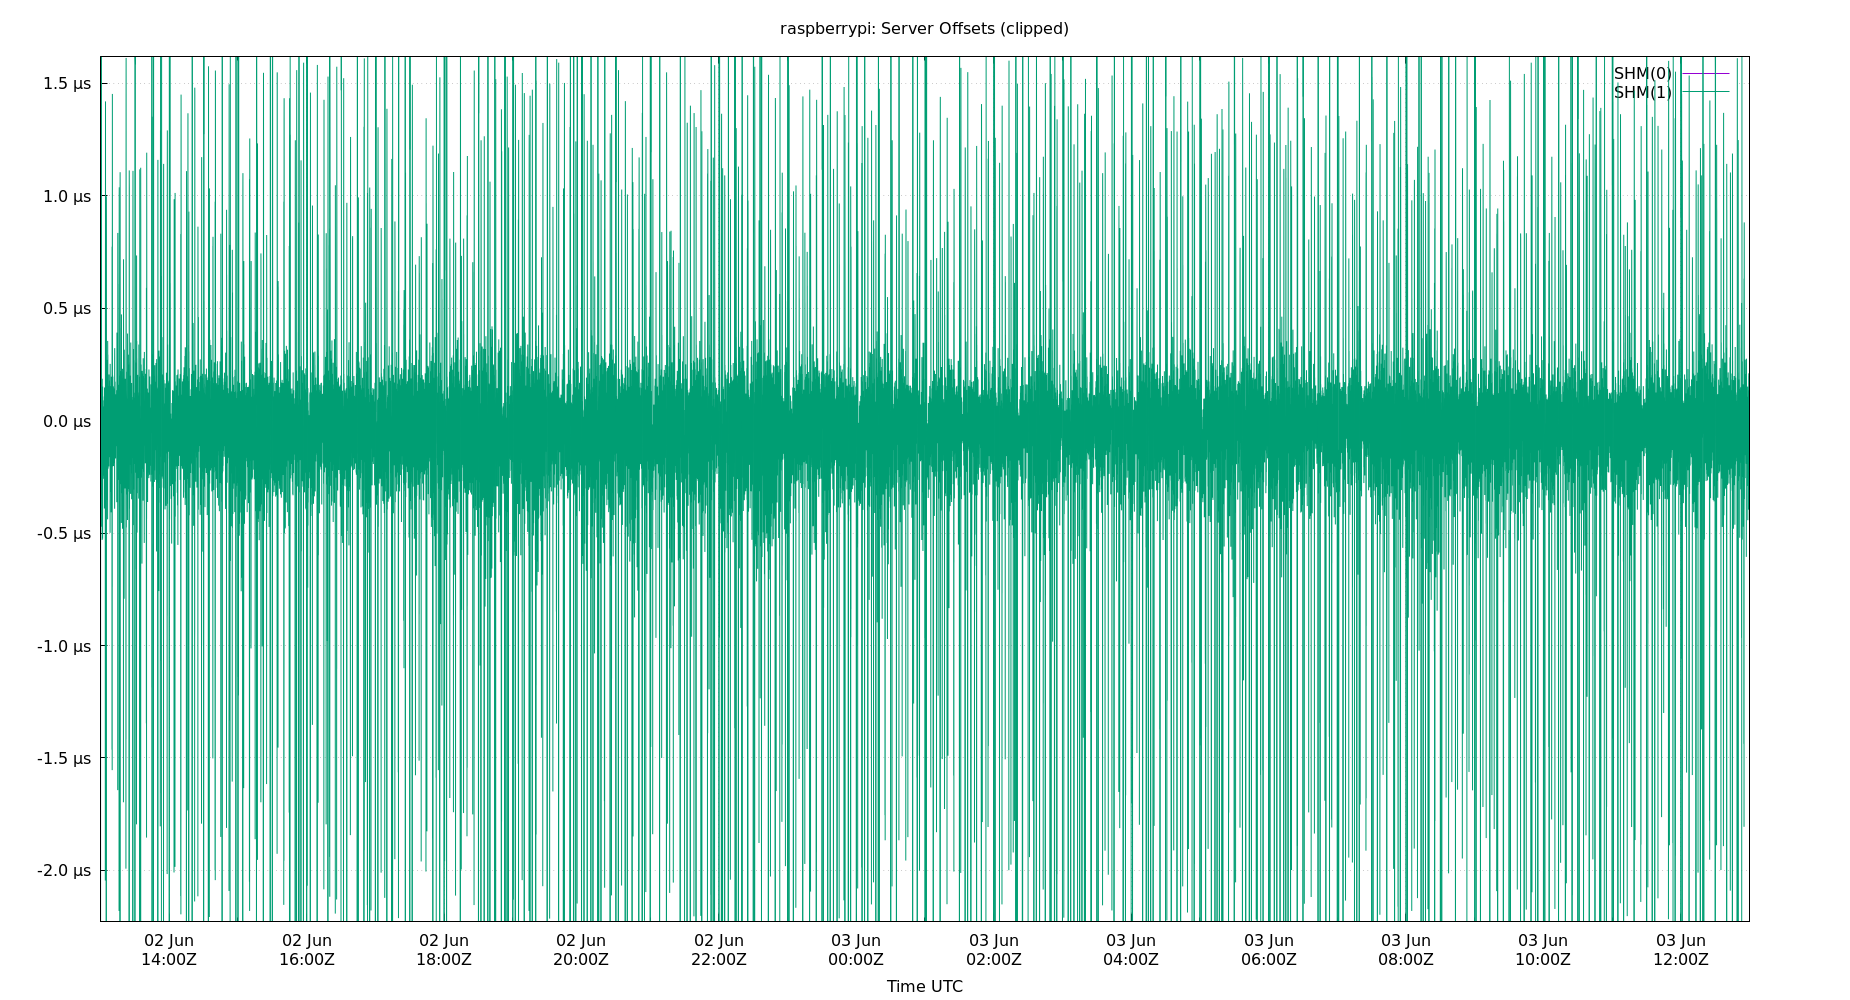 raspberrypi: Server Offsets (clipped)
SHM(0)
SHM(1)
1.5 µs
1.0 µs
0.5 µs
0.0 µs
-0.5 µs
-1.0 µs
-1.5 µs
-2.0 µs
02 Jun 02 Jun 02 Jun 02 Jun 02 Jun 03 Jun 03 Jun 03 Jun 03 Jun 03 Jun 03 Jun 03 Jun
14:00Z 16:00Z 18:00Z 20:00Z 22:00Z 00:00Z 02:00Z 04:00Z 06:00Z 08:00Z 10:00Z 12:00Z
Time UTC